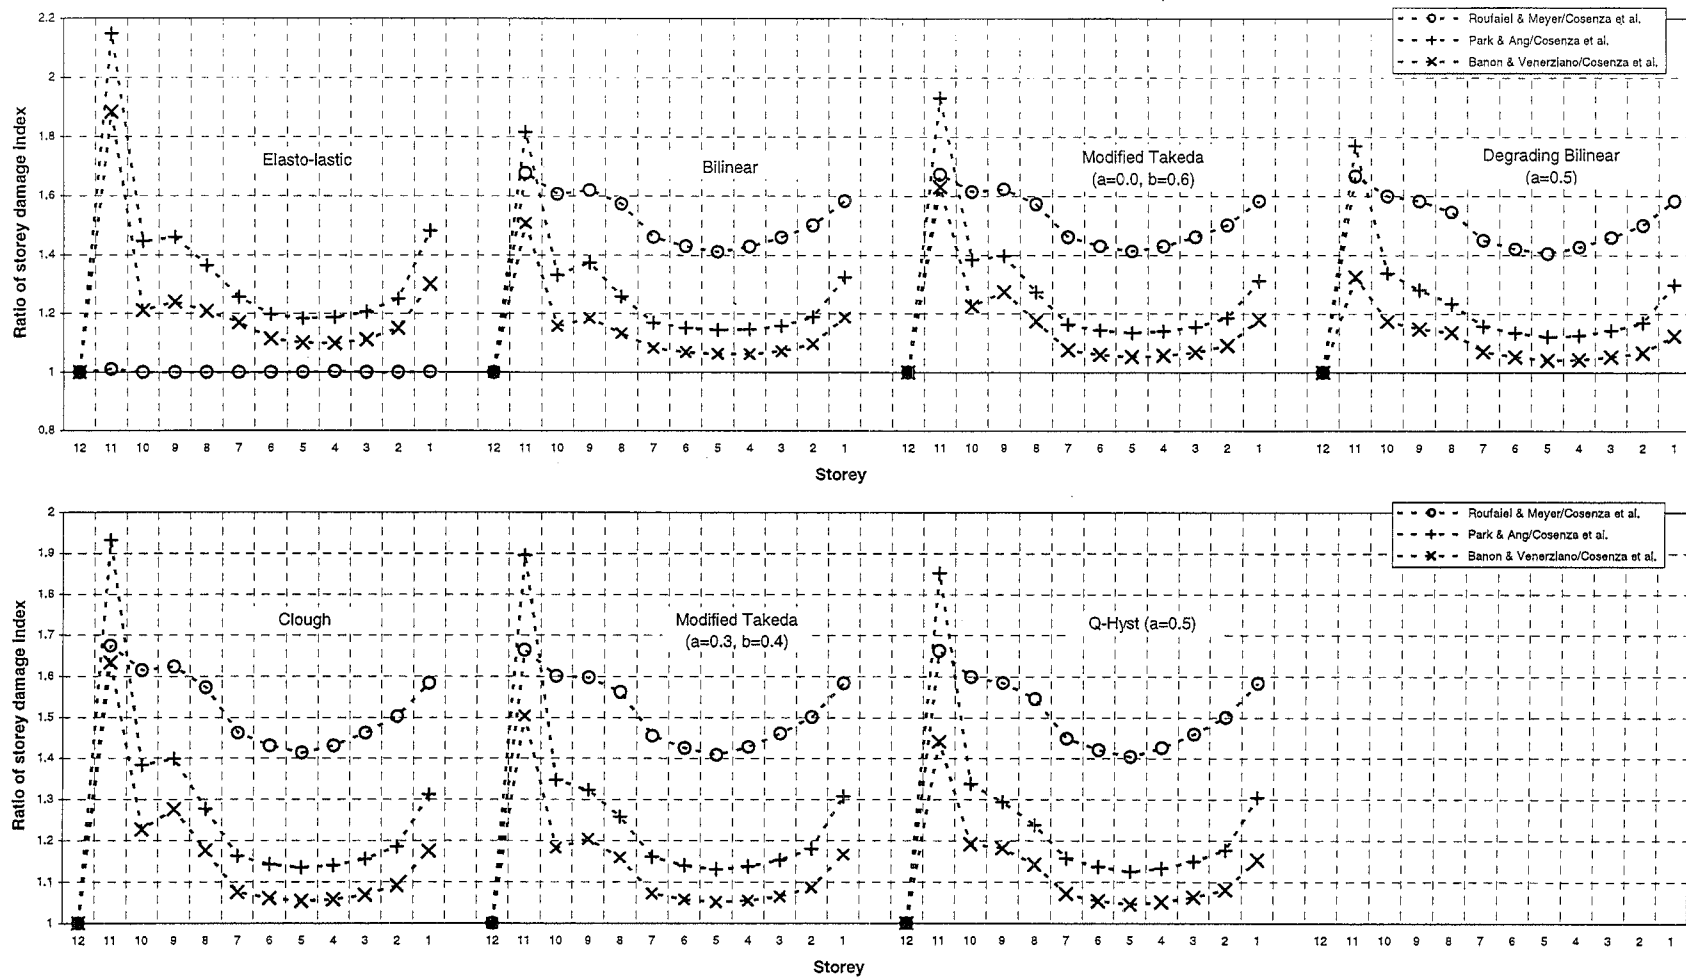 2.2
2
1.8
1.6
1.4
1.2
1
0.8
Ratio of storey damage index
Roufaiel & Meyer/Cosenza et al.
Park & Ang/Cosenza et al.
Banon & Venerziano/Cosenza et al.
Elasto-lastic
Bilinear
Modified Takeda
(a=0.0, b=0.6)
Degrading Bilinear
(a=0.5)
12 11 10 9 8 7 6 5 4 3 2 1 12 11 10 9 8 7 6 5 4 3 2 1 12 11 10 9 8 7 6 5 4 3 2 1 12 11 10 9 8 7 6 5 4 3 2 1
Storey
2
1.9
1.8
1.7
1.6
1.5
1.4
1.3
1.2
1.1
1
Ratio of storey damage index
Roufaiel & Meyer/Cosenza et al.
Park & Ang/Cosenza et al.
Banon & Venerziano/Cosenza et al.
Clough
Modified Takeda
(a=0.3, b=0.4)
Q-Hyst (a=0.5)
12 11 10 9 8 7 6 5 4 3 2 1 12 11 10 9 8 7 6 5 4 3 2 1 12 11 10 9 8 7 6 5 4 3 2 1 12 11 10 9 8 7 6 5 4 3 2 1
Storey